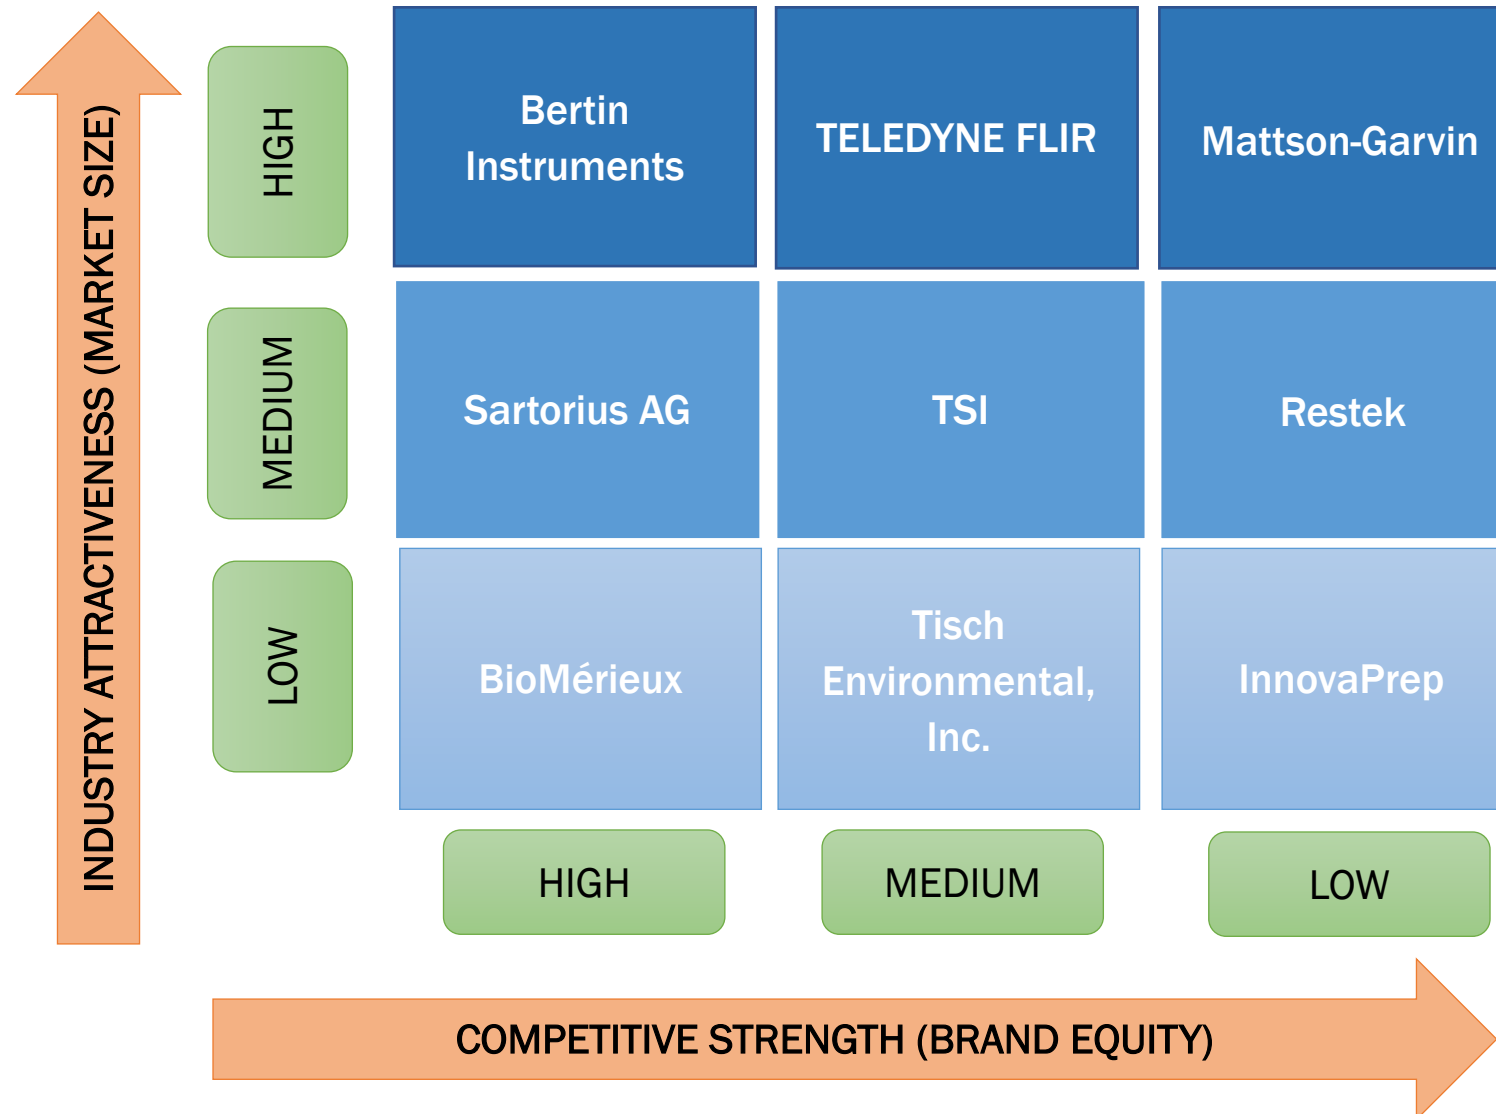 INDUSTRY ATTRACTIVENESS (MARKET SIZE)
HIGH
Bertin
Instruments
TELEDYNE FLIR
Mattson-Garvin
MEDIUM
Sartorius AG
TSI
Restek
LOW
BioMérieux
Tisch
Environmental,
Inc.
InnovaPrep
HIGH
MEDIUM
LOW
COMPETITIVE STRENGTH (BRAND EQUITY)